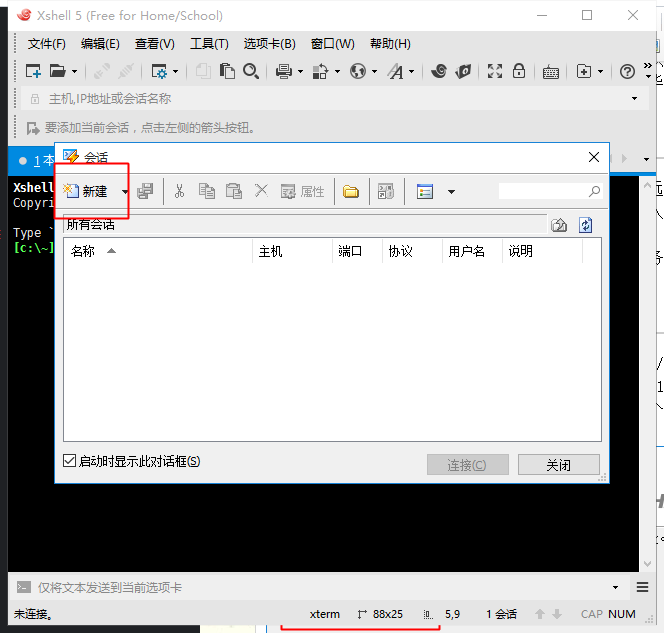 Xshell 5 (Free for Home/School)
文件(F) 编辑(E) 查看(V) 工具(T) 选项卡(B) 窗口(W) 帮助(H)
主机,IP地址或会话名称
要添加当前会话，点击左侧的箭头按钮。
1 本
会话
Xshell
新建 属性
Copyri
所有会话
Type `
名称 主机 端口 协议 用户名 说明
[c:\~]
启动时显示此对话框(S)
连接(C) 关闭
仅将文本发送到当前选项卡
未连接。 xterm 88x25 5,9 1 会话 CAP NUM